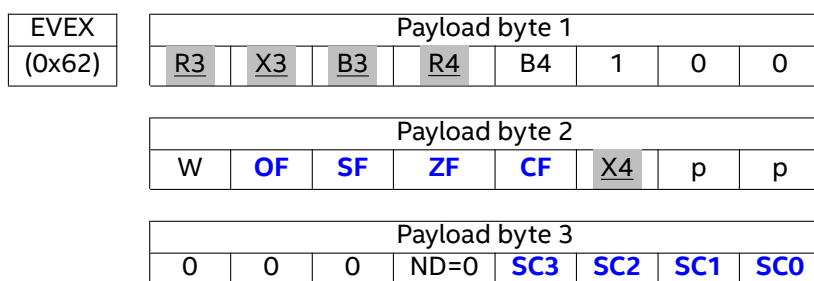 EVEX Payload byte 1
(0x62) R3 X3 B3 R4 B4 1 0 0
Payload byte 2
W OF SF ZF CF X4 p p
Payload byte 3
0 0 0 ND=0 SC3 SC2 SC1 SC0